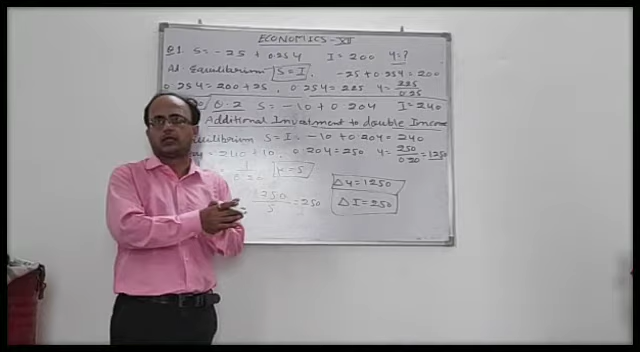 ECONOMICS - XII
Q.1. S = -25 + 0.25Y I = 200 Y = ?
At Equilibrium S = I, -25 + 0.25Y = 200
0.25Y = 200 + 25, 0.25Y = 225 Y = 225/0.25
Q.2 S = -10 + 0.20Y I = 240
Additional Investment to double Income
Equilibrium S = I = -10 + 0.20Y = 240
240 + 10, 0.20Y = 250 Y = 250/0.20 = 1250
ΔY = 1250
1250/5 = 250 ΔI = 250